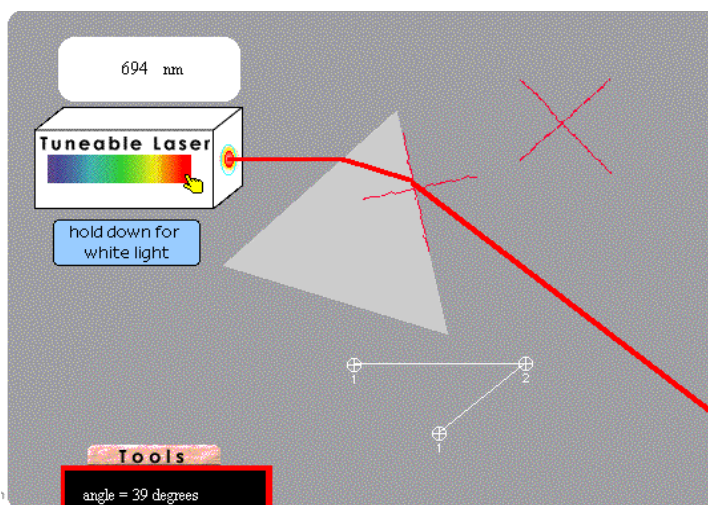 694 nm
Tuneable Laser
hold down for
white light
1
2
1
Tools
angle = 39 degrees